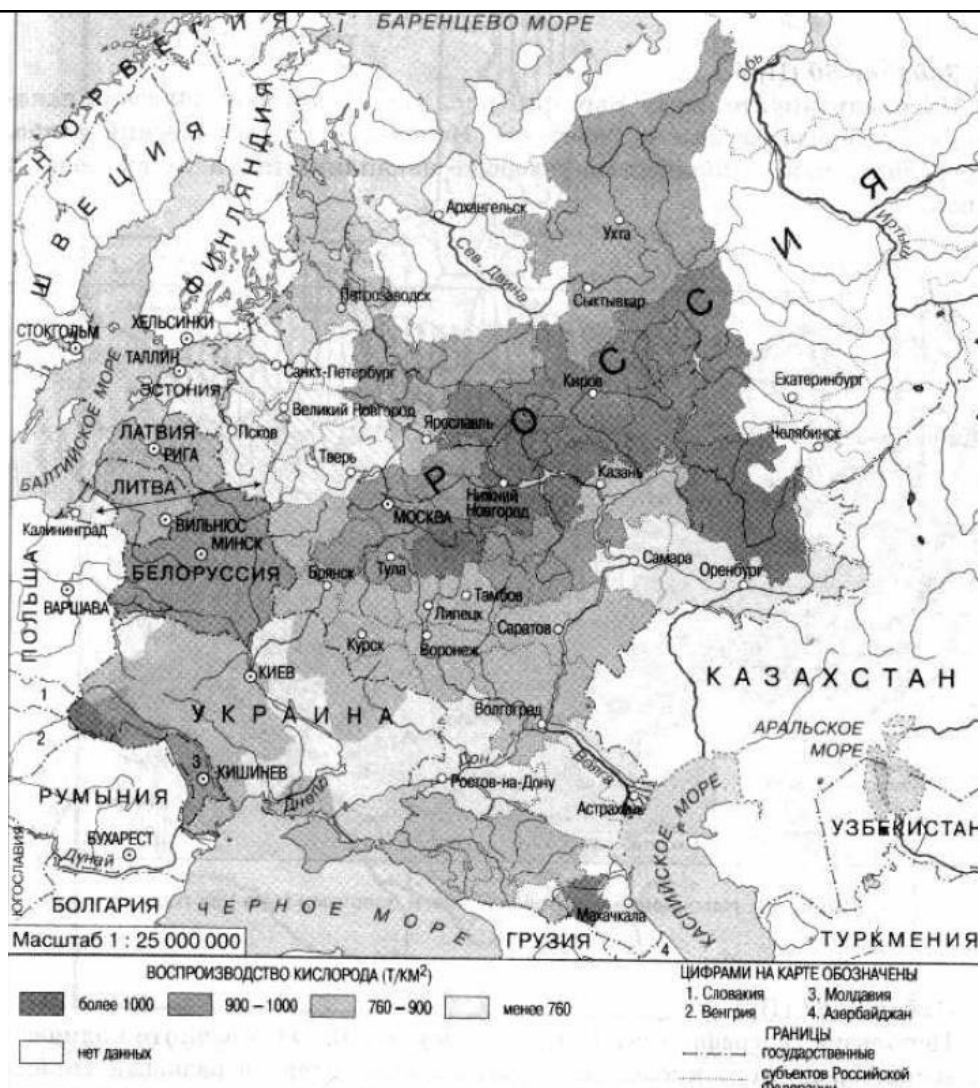 БАРЕНЦЕВО МОРЕ
НОРВЕГИЯ
ШВЕЦИЯ
ФИНЛЯНДИЯ
Обь
Иртыш
РОССИЯ
Архангельск
Ухта
Сев. Двина
Сыктывкар
Петрозаводск
СТОКГОЛЬМ
ХЕЛЬСИНКИ
ТАЛЛИН
ЭСТОНИЯ
Санкт-Петербург
Киров
Екатеринбург
БАЛТИЙСКОЕ МОРЕ
Великий Новгород
Псков
Ярославль
Челябинск
ЛАТВИЯ
РИГА
Тверь
Казань
ЛИТВА
Нижний
Новгород
МОСКВА
Калининград
ВИЛЬНЮС
МИНСК
БЕЛОРУССИЯ
Брянск
Тула
Самара
Оренбург
ПОЛЬША
ВАРШАВА
Тамбов
Липецк
Саратов
Курск
Воронеж
КИЕВ
КАЗАХСТАН
1
2
УКРАИНА
Волгоград
АРАЛЬСКОЕ
МОРЕ
3
КИШИНЕВ
Дон
Волга
Ростов-на-Дону
Днепр
Астрахань
РУМЫНИЯ
БУХАРЕСТ
Дунай
КАСПИЙСКОЕ МОРЕ
УЗБЕКИСТАН
ЮГОСЛАВИЯ
БОЛГАРИЯ
ЧЕРНОЕ МОРЕ
Махачкала
ГРУЗИЯ
4
ТУРКМЕНИЯ
Масштаб 1 : 25 000 000
ВОСПРОИЗВОДСТВО КИСЛОРОДА (Т/КМ²)
более 1000
900 – 1000
760 – 900
менее 760
нет данных
ЦИФРАМИ НА КАРТЕ ОБОЗНАЧЕНЫ
1. Словакия 3. Молдавия
2. Венгрия 4. Азербайджан
ГРАНИЦЫ
государственные
субъектов Российской
Федерации